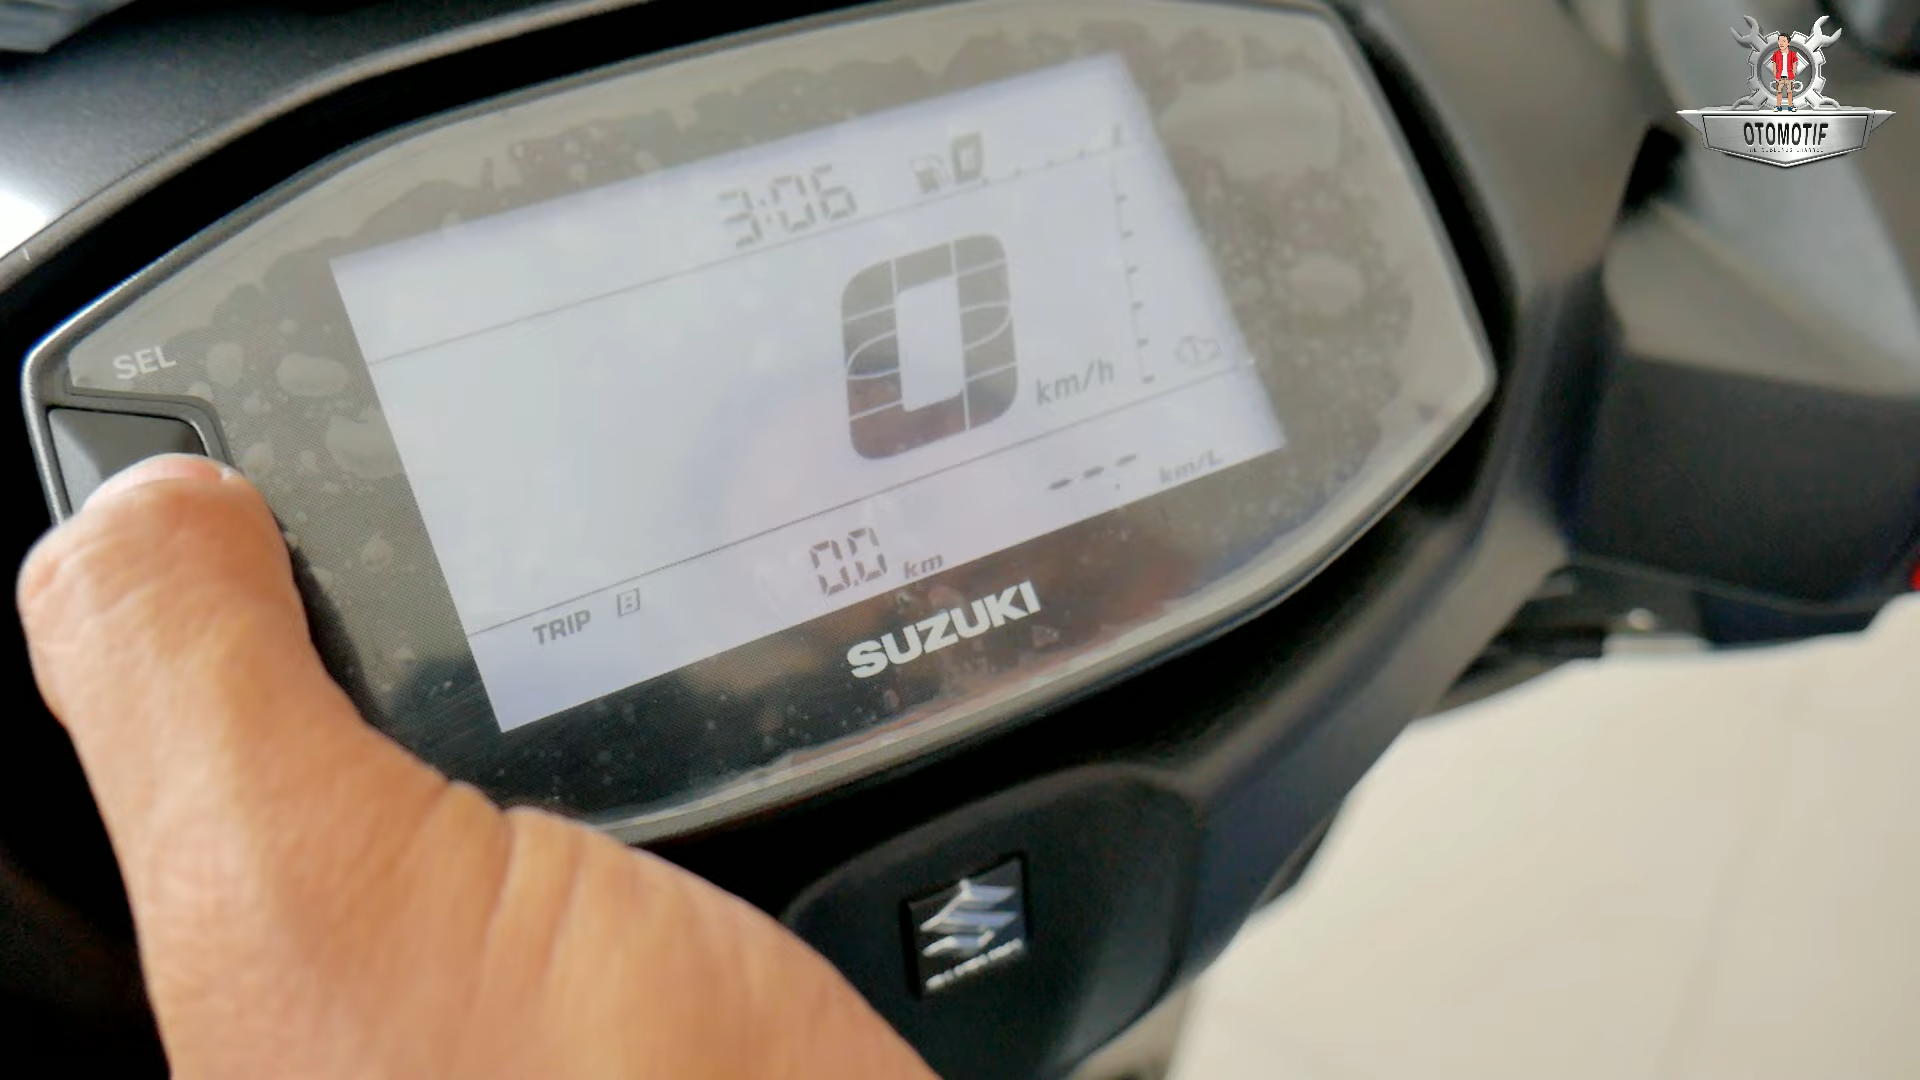 OTOMOTIF
3:06
SEL
0 km/h
--.- km/L
TRIP B 0.0 km
SUZUKI